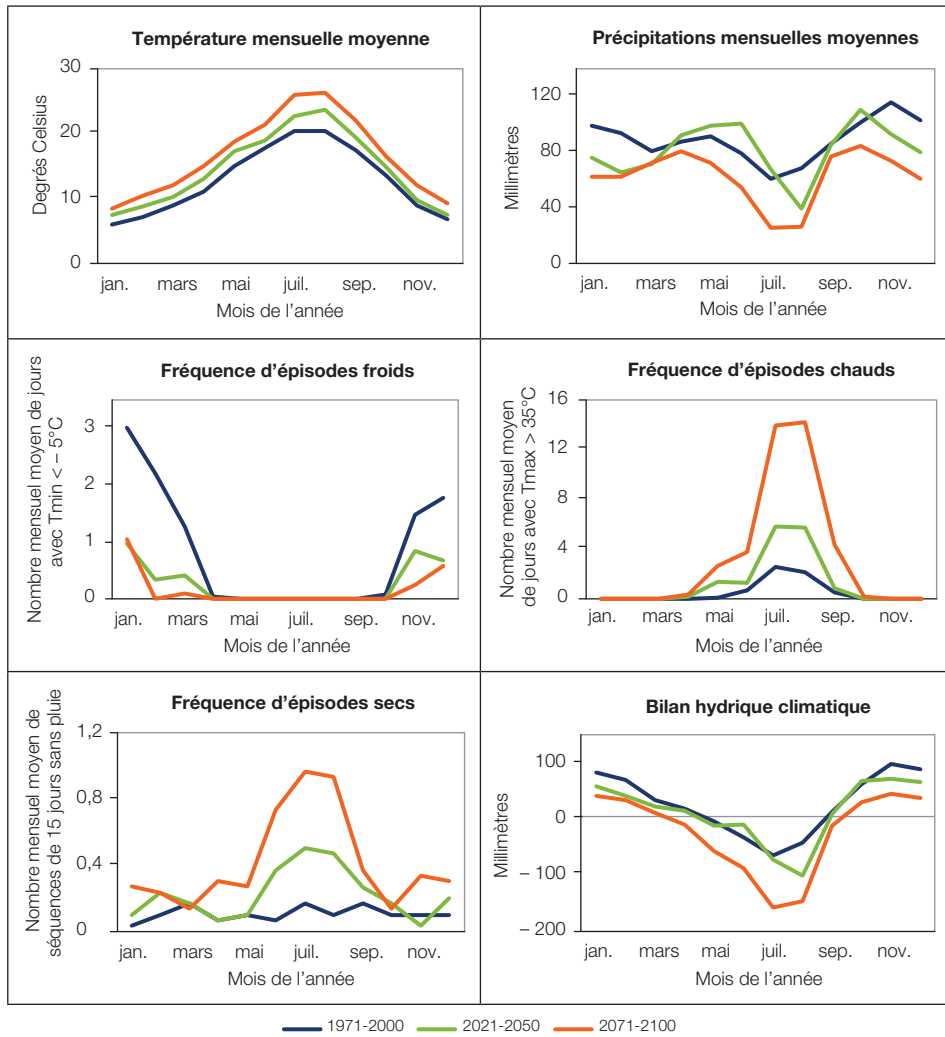 Température mensuelle moyenne
Degrés Celsius
30
20
10
0
jan. mars mai juil. sep. nov.
Mois de l'année
Précipitations mensuelles moyennes
Millimètres
120
80
40
0
jan. mars mai juil. sep. nov.
Mois de l'année
Fréquence d'épisodes froids
Nombre mensuel moyen de jours
avec Tmin < – 5°C
3
2
1
0
jan. mars mai juil. sep. nov.
Mois de l'année
Fréquence d'épisodes chauds
Nombre mensuel moyen
de jours avec Tmax > 35°C
16
12
8
4
0
jan. mars mai juil. sep. nov.
Mois de l'année
Fréquence d'épisodes secs
Nombre mensuel moyen de
séquences de 15 jours sans pluie
1,2
0,8
0,4
0
jan. mars mai juil. sep. nov.
Mois de l'année
Bilan hydrique climatique
Millimètres
100
0
– 100
– 200
jan. mars mai juil. sep. nov.
Mois de l'année
1971-2000 2021-2050 2071-2100